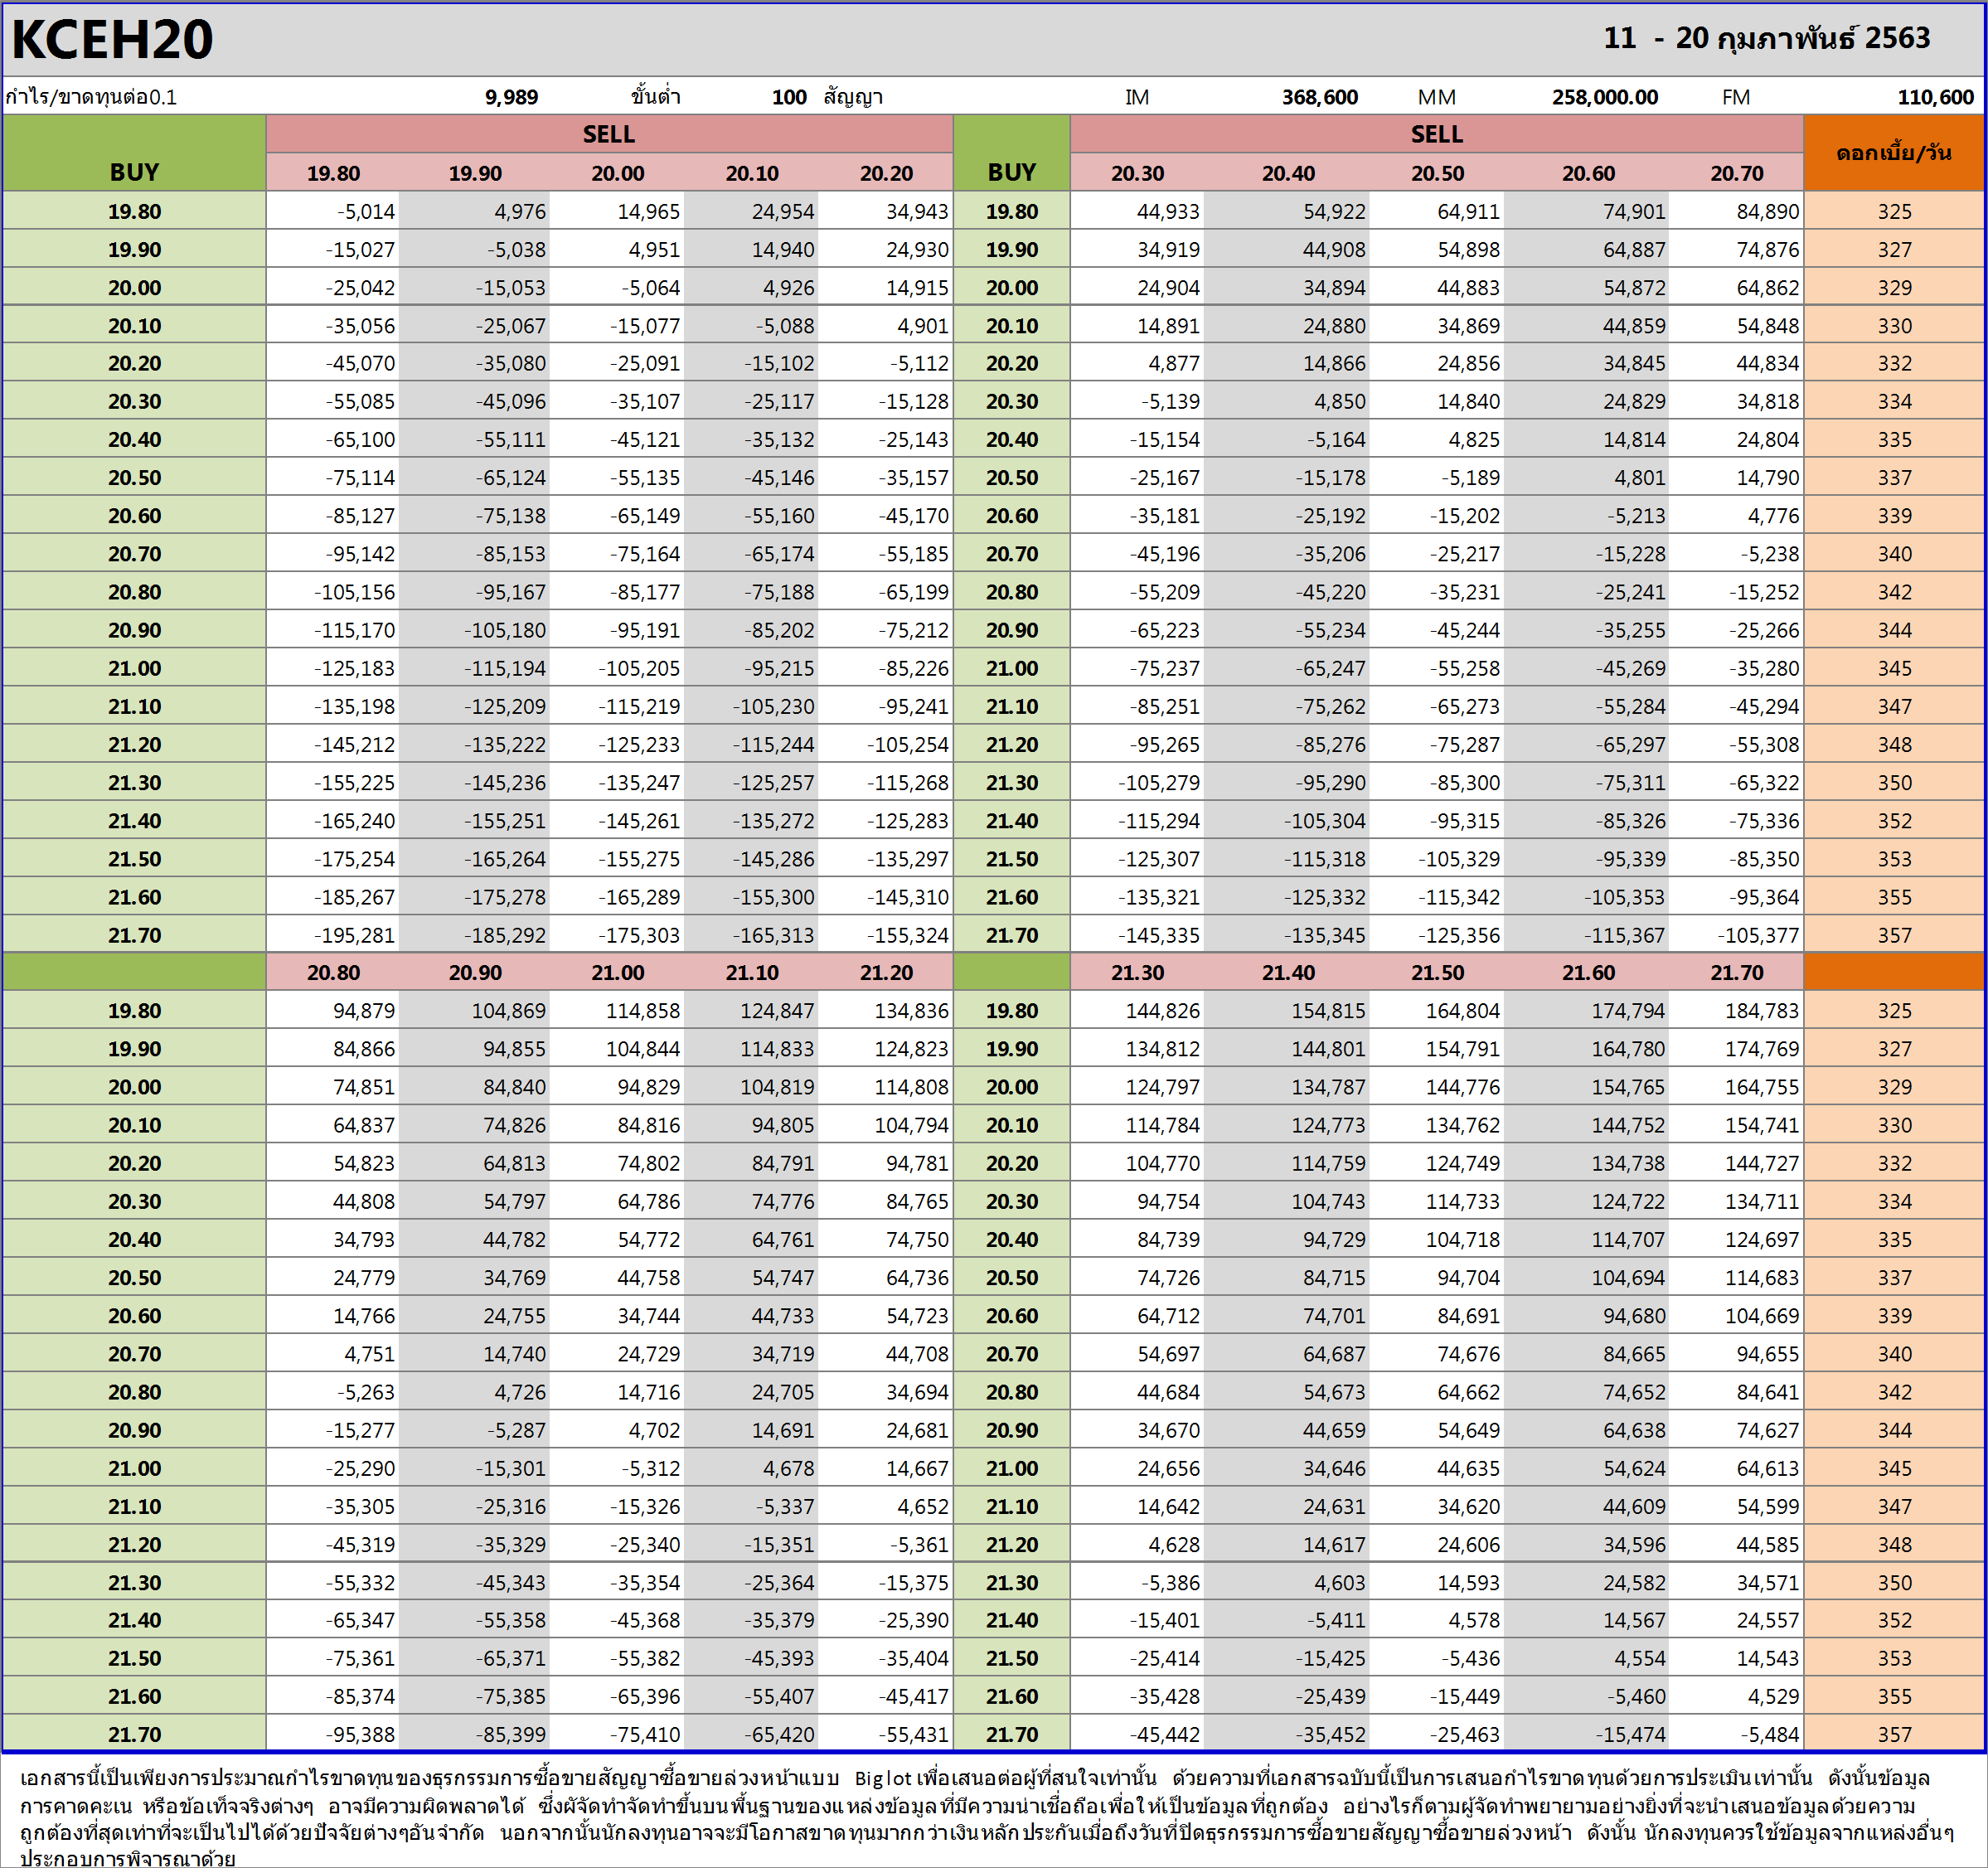 KCEH20 11 - 20 กุมภาพันธ์ 2563
กำไร/ขาดทุนต่อ0.1 9,989 ขั้นต่ำ 100 สัญญา IM 368,600 MM 258,000.00 FM 110,600
SELL SELL ดอกเบี้ย/วัน
BUY 19.80 19.90 20.00 20.10 20.20 BUY 20.30 20.40 20.50 20.60 20.70
19.80 -5,014 4,976 14,965 24,954 34,943 19.80 44,933 54,922 64,911 74,901 84,890 325
19.90 -15,027 -5,038 4,951 14,940 24,930 19.90 34,919 44,908 54,898 64,887 74,876 327
20.00 -25,042 -15,053 -5,064 4,926 14,915 20.00 24,904 34,894 44,883 54,872 64,862 329
20.10 -35,056 -25,067 -15,077 -5,088 4,901 20.10 14,891 24,880 34,869 44,859 54,848 330
20.20 -45,070 -35,080 -25,091 -15,102 -5,112 20.20 4,877 14,866 24,856 34,845 44,834 332
20.30 -55,085 -45,096 -35,107 -25,117 -15,128 20.30 -5,139 4,850 14,840 24,829 34,818 334
20.40 -65,100 -55,111 -45,121 -35,132 -25,143 20.40 -15,154 -5,164 4,825 14,814 24,804 335
20.50 -75,114 -65,124 -55,135 -45,146 -35,157 20.50 -25,167 -15,178 -5,189 4,801 14,790 337
20.60 -85,127 -75,138 -65,149 -55,160 -45,170 20.60 -35,181 -25,192 -15,202 -5,213 4,776 339
20.70 -95,142 -85,153 -75,164 -65,174 -55,185 20.70 -45,196 -35,206 -25,217 -15,228 -5,238 340
20.80 -105,156 -95,167 -85,177 -75,188 -65,199 20.80 -55,209 -45,220 -35,231 -25,241 -15,252 342
20.90 -115,170 -105,180 -95,191 -85,202 -75,212 20.90 -65,223 -55,234 -45,244 -35,255 -25,266 344
21.00 -125,183 -115,194 -105,205 -95,215 -85,226 21.00 -75,237 -65,247 -55,258 -45,269 -35,280 345
21.10 -135,198 -125,209 -115,219 -105,230 -95,241 21.10 -85,251 -75,262 -65,273 -55,284 -45,294 347
21.20 -145,212 -135,222 -125,233 -115,244 -105,254 21.20 -95,265 -85,276 -75,287 -65,297 -55,308 348
21.30 -155,225 -145,236 -135,247 -125,257 -115,268 21.30 -105,279 -95,290 -85,300 -75,311 -65,322 350
21.40 -165,240 -155,251 -145,261 -135,272 -125,283 21.40 -115,294 -105,304 -95,315 -85,326 -75,336 352
21.50 -175,254 -165,264 -155,275 -145,286 -135,297 21.50 -125,307 -115,318 -105,329 -95,339 -85,350 353
21.60 -185,267 -175,278 -165,289 -155,300 -145,310 21.60 -135,321 -125,332 -115,342 -105,353 -95,364 355
21.70 -195,281 -185,292 -175,303 -165,313 -155,324 21.70 -145,335 -135,345 -125,356 -115,367 -105,377 357
20.80 20.90 21.00 21.10 21.20 21.30 21.40 21.50 21.60 21.70
19.80 94,879 104,869 114,858 124,847 134,836 19.80 144,826 154,815 164,804 174,794 184,783 325
19.90 84,866 94,855 104,844 114,833 124,823 19.90 134,812 144,801 154,791 164,780 174,769 327
20.00 74,851 84,840 94,829 104,819 114,808 20.00 124,797 134,787 144,776 154,765 164,755 329
20.10 64,837 74,826 84,816 94,805 104,794 20.10 114,784 124,773 134,762 144,752 154,741 330
20.20 54,823 64,813 74,802 84,791 94,781 20.20 104,770 114,759 124,749 134,738 144,727 332
20.30 44,808 54,797 64,786 74,776 84,765 20.30 94,754 104,743 114,733 124,722 134,711 334
20.40 34,793 44,782 54,772 64,761 74,750 20.40 84,739 94,729 104,718 114,707 124,697 335
20.50 24,779 34,769 44,758 54,747 64,736 20.50 74,726 84,715 94,704 104,694 114,683 337
20.60 14,766 24,755 34,744 44,733 54,723 20.60 64,712 74,701 84,691 94,680 104,669 339
20.70 4,751 14,740 24,729 34,719 44,708 20.70 54,697 64,687 74,676 84,665 94,655 340
20.80 -5,263 4,726 14,716 24,705 34,694 20.80 44,684 54,673 64,662 74,652 84,641 342
20.90 -15,277 -5,287 4,702 14,691 24,681 20.90 34,670 44,659 54,649 64,638 74,627 344
21.00 -25,290 -15,301 -5,312 4,678 14,667 21.00 24,656 34,646 44,635 54,624 64,613 345
21.10 -35,305 -25,316 -15,326 -5,337 4,652 21.10 14,642 24,631 34,620 44,609 54,599 347
21.20 -45,319 -35,329 -25,340 -15,351 -5,361 21.20 4,628 14,617 24,606 34,596 44,585 348
21.30 -55,332 -45,343 -35,354 -25,364 -15,375 21.30 -5,386 4,603 14,593 24,582 34,571 350
21.40 -65,347 -55,358 -45,368 -35,379 -25,390 21.40 -15,401 -5,411 4,578 14,567 24,557 352
21.50 -75,361 -65,371 -55,382 -45,393 -35,404 21.50 -25,414 -15,425 -5,436 4,554 14,543 353
21.60 -85,374 -75,385 -65,396 -55,407 -45,417 21.60 -35,428 -25,439 -15,449 -5,460 4,529 355
21.70 -95,388 -85,399 -75,410 -65,420 -55,431 21.70 -45,442 -35,452 -25,463 -15,474 -5,484 357
เอกสารนี้เป็นเพียงการประมาณกำไรขาดทุนของธุรกรรมการซื้อขายสัญญาซื้อขายล่วงหน้าแบบ Big lot เพื่อเสนอต่อผู้ที่สนใจเท่านั้น ด้วยความที่เอกสารฉบับนี้เป็นการเสนอกำไรขาดทุนด้วยการประเมินเท่านั้น ดังนั้นข้อมูล
การคาดคะเน หรือข้อเท็จจริงต่างๆ อาจมีความผิดพลาดได้ ซึ่งผัจัดทำจัดทำขึ้นบนพื้นฐานของแหล่งข้อมูลที่มีความน่าเชื่อถือเพื่อให้เป็นข้อมูลที่ถูกต้อง อย่างไรก็ตามผู้จัดทำพยายามอย่างยิ่งที่จะนำเสนอข้อมูลด้วยความ
ถูกต้องที่สุดเท่าที่จะเป็นไปได้ด้วยปัจจัยต่างๆอันจำกัด นอกจากนั้นนักลงทุนอาจจะมีโอกาสขาดทุนมากกว่าเงินหลักประกันเมื่อถึงวันที่ปิดธุรกรรมการซื้อขายสัญญาซื้อขายล่วงหน้า ดังนั้น นักลงทุนควรใช้ข้อมูลจากแหล่งอื่นๆ
ประกอบการพิจารณาด้วย